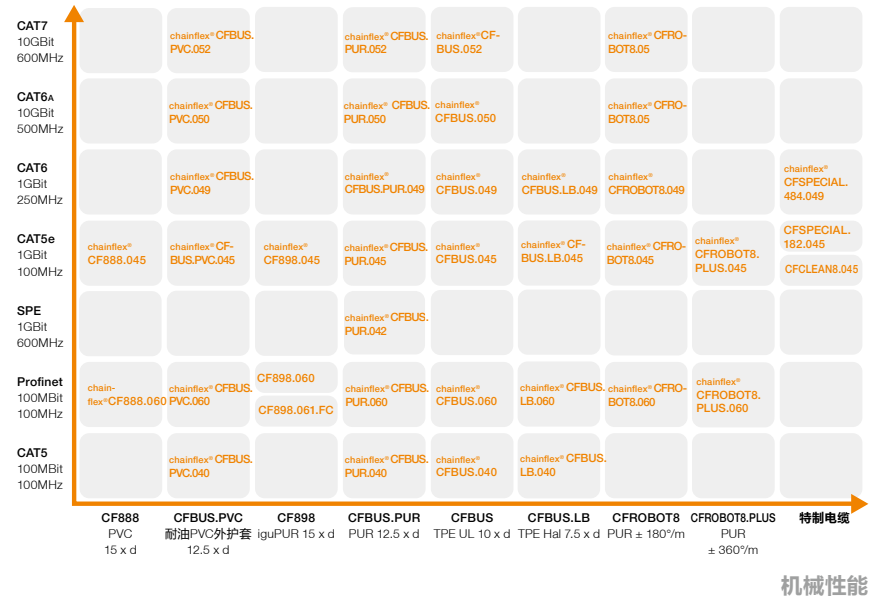 CAT7
10GBit
600MHz
chainflex® CFBUS.
PVC.052
chainflex® CFBUS.
PUR.052
chainflex®CF-
BUS.052
chainflex® CFRO-
BOT8.05
CAT6A
10GBit
500MHz
chainflex® CFBUS.
PVC.050
chainflex® CFBUS.
PUR.050
chainflex®
CFBUS.050
chainflex® CFRO-
BOT8.05
CAT6
1GBit
250MHz
chainflex® CFBUS.
PVC.049
chainflex®
CFBUS.PUR.049
chainflex®
CFBUS.049
chainflex®
CFBUS.LB.049
chainflex®
CFROBOT8.049
chainflex®
CFSPECIAL.
484.049
CAT5e
1GBit
100MHz
chainflex®
CF888.045
chainflex® CF-
BUS.PVC.045
chainflex®
CF898.045
chainflex® CFBUS.
PUR.045
chainflex®
CFBUS.045
chainflex® CF-
BUS.LB.045
chainflex® CFRO-
BOT8.045
chainflex®
CFROBOT8.
PLUS.045
CFSPECIAL.
182.045
CFCLEAN8.045
SPE
1GBit
600MHz
chainflex® CFBUS.
PUR.042
Profinet
100MBit
100MHz
chain-
flex®CF888.060
chainflex® CFBUS.
PVC.060
CF898.060
CF898.061.FC
chainflex® CFBUS.
PUR.060
chainflex®
CFBUS.060
chainflex® CFBUS.
LB.060
chainflex® CFRO-
BOT8.060
chainflex®
CFROBOT8.
PLUS.060
CAT5
100MBit
100MHz
chainflex® CFBUS.
PVC.040
chainflex® CFBUS.
PUR.040
chainflex®
CFBUS.040
chainflex® CFBUS.
LB.040
CF888
PVC
15 x d
CFBUS.PVC
耐油PVC外护套
12.5 x d
CF898
iguPUR 15 x d
CFBUS.PUR
PUR 12.5 x d
CFBUS
TPE UL 10 x d
CFBUS.LB
TPE Hal 7.5 x d
CFROBOT8
PUR ± 180°/m
CFROBOT8.PLUS
PUR
± 360°/m
特制电缆
机械性能